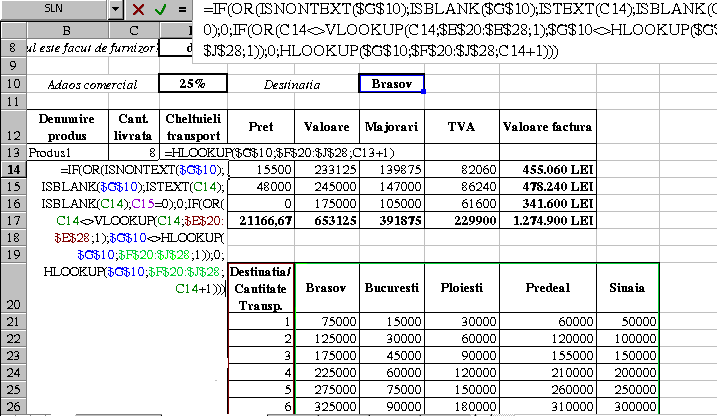 SLN
=IF(OR(ISNONTEXT($G$10);ISBLANK($G$10);ISTEXT(C14);ISBLANK(
0);0;IF(OR(C14<>VLOOKUP(C14;$E$20:$E$28;1);$G$10<>HLOOKUP($G$
$J$28;1));0;HLOOKUP($G$10;$F$20:$J$28;C14+1)))
B C
8 ul este facut de furnizor? d
9
10 Adaos comercial 25% Destinatia Brasov
11
12 Denumire produs Cant. livrata Cheltuieli transport Pret Valoare Majorari TVA Valoare factura
13 Produs1 8 =HLOOKUP($G$10;$F$20:$J$28;C13+1)
14 =IF(OR(ISNONTEXT($G$10); 15500 233125 139875 82060 455.060 LEI
15 ISBLANK($G$10);ISTEXT(C14); 48000 245000 147000 86240 478.240 LEI
16 ISBLANK(C14);C15=0);0;IF(OR( 0 175000 105000 61600 341.600 LEI
17 C14<>VLOOKUP(C14;$E$20: 21166,67 653125 391875 229900 1.274.900 LEI
18 $E$28;1);$G$10<>HLOOKUP(
19 $G$10;$F$20:$J$28;1));0;
HLOOKUP($G$10;$F$20:$J$28;
20 C14+1))) Destinatia/ Cantitate Transp. Brasov Bucuresti Ploiesti Predeal Sinaia
21 1 75000 15000 30000 60000 50000
22 2 125000 30000 60000 120000 100000
23 3 175000 45000 90000 155000 150000
24 4 225000 60000 120000 210000 200000
25 5 275000 75000 150000 260000 250000
26 6 325000 90000 180000 310000 300000